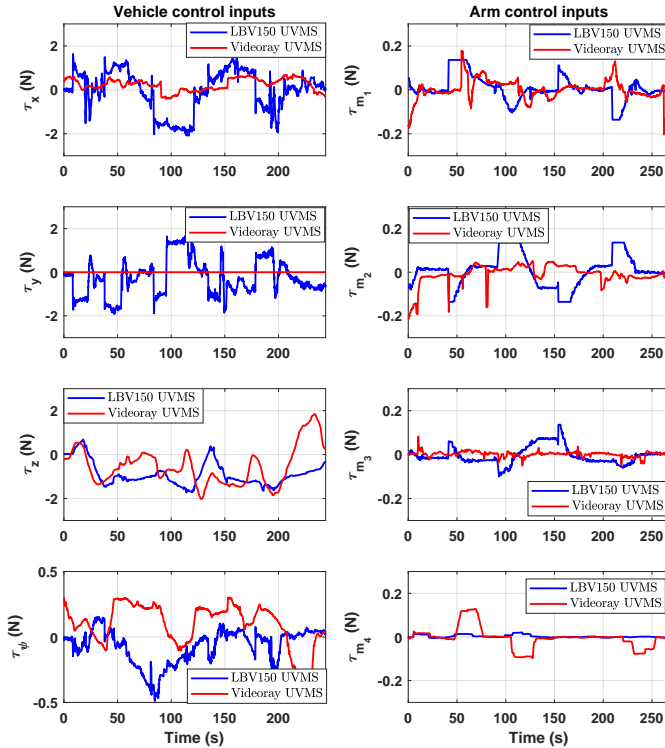 Vehicle control inputs
LBV150 UVMS
Videoray UVMS
τx (N)
2
0
-2
0 50 100 150 200
Arm control inputs
LBV150 UVMS
Videoray UVMS
τm1 (N)
0.2
0
-0.2
0 50 100 150 200 250
LBV150 UVMS
Videoray UVMS
τy (N)
2
0
-2
0 50 100 150 200
LBV150 UVMS
Videoray UVMS
τm2 (N)
0.2
0
-0.2
0 50 100 150 200 250
LBV150 UVMS
Videoray UVMS
τz (N)
2
0
-2
0 50 100 150 200
LBV150 UVMS
Videoray UVMS
τm3 (N)
0.2
0
-0.2
0 50 100 150 200 250
LBV150 UVMS
Videoray UVMS
τψ (N)
0.5
0
-0.5
0 50 100 150 200
Time (s)
LBV150 UVMS
Videoray UVMS
τm4 (N)
0.2
0
-0.2
0 50 100 150 200 250
Time (s)